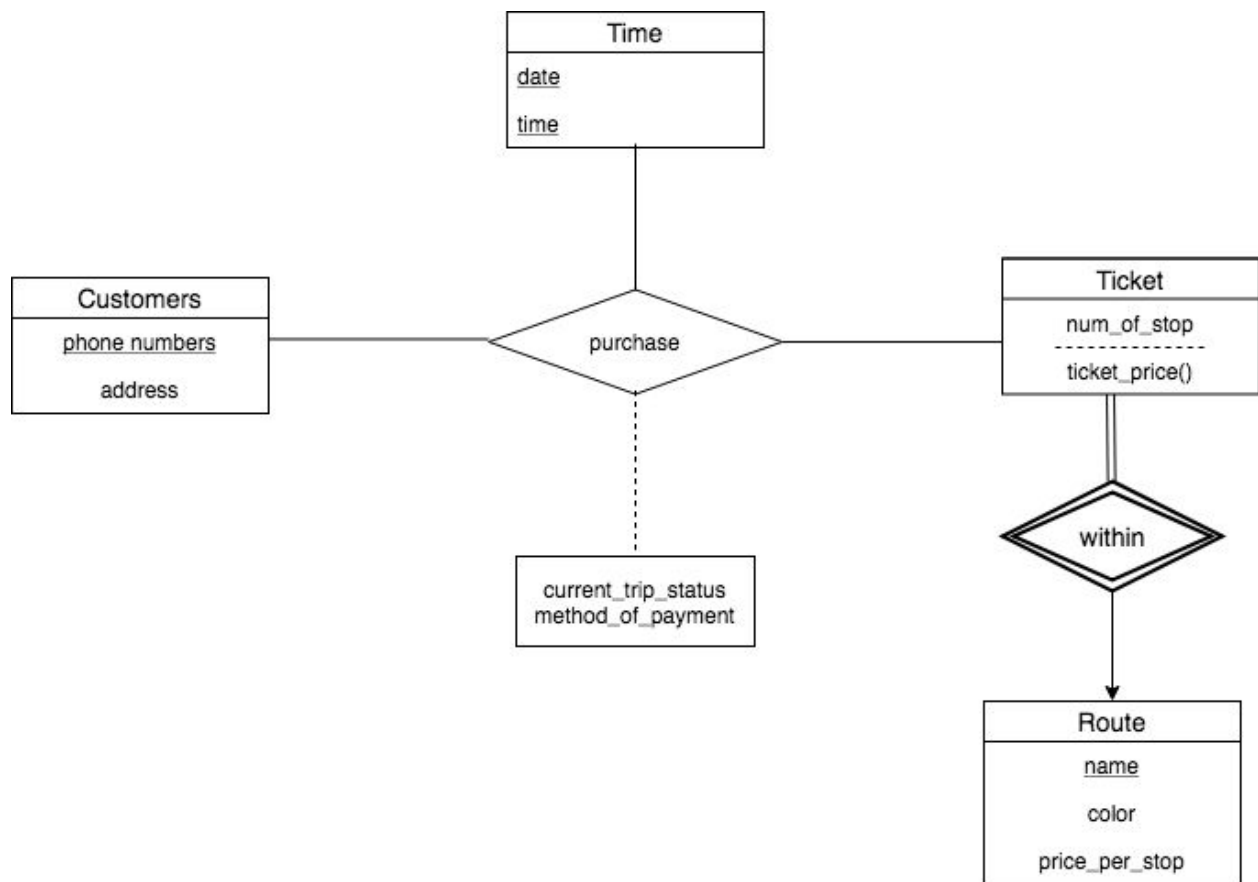 Time
date
time
Customers
phone numbers
address
purchase
Ticket
num_of_stop
ticket_price()
current_trip_status
method_of_payment
within
Route
name
color
price_per_stop